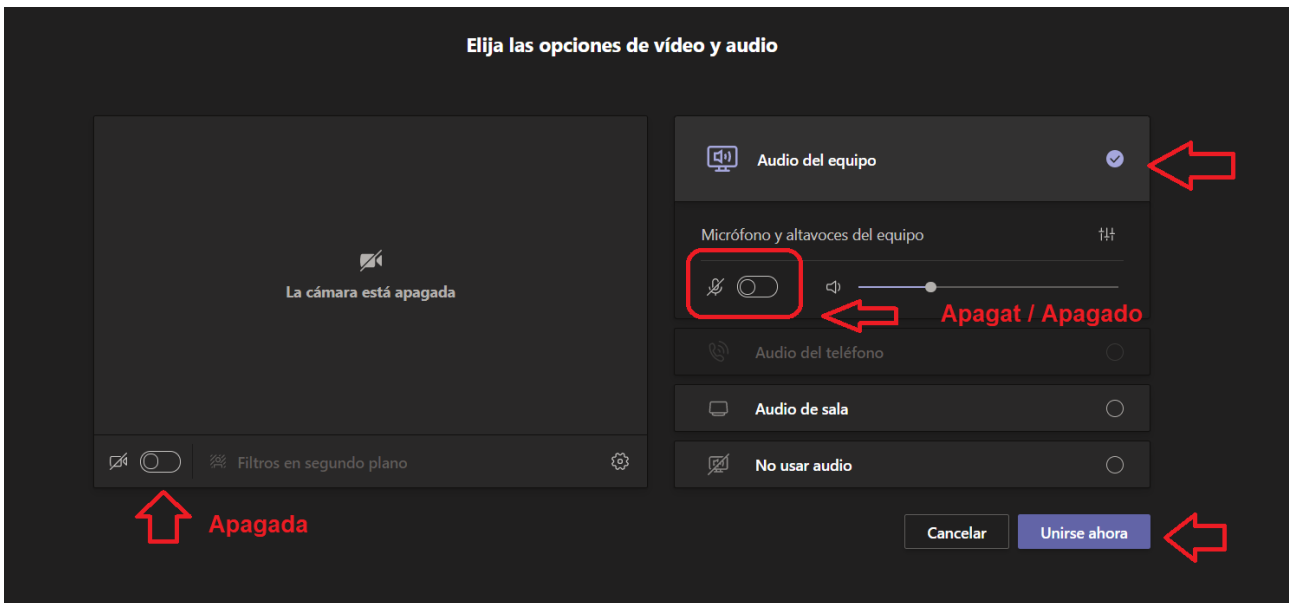 Elija las opciones de vídeo y audio
La cámara está apagada
Filtros en segundo plano
Apagada
Audio del equipo
Micrófono y altavoces del equipo
Apagat / Apagado
Audio del teléfono
Audio de sala
No usar audio
Cancelar
Unirse ahora